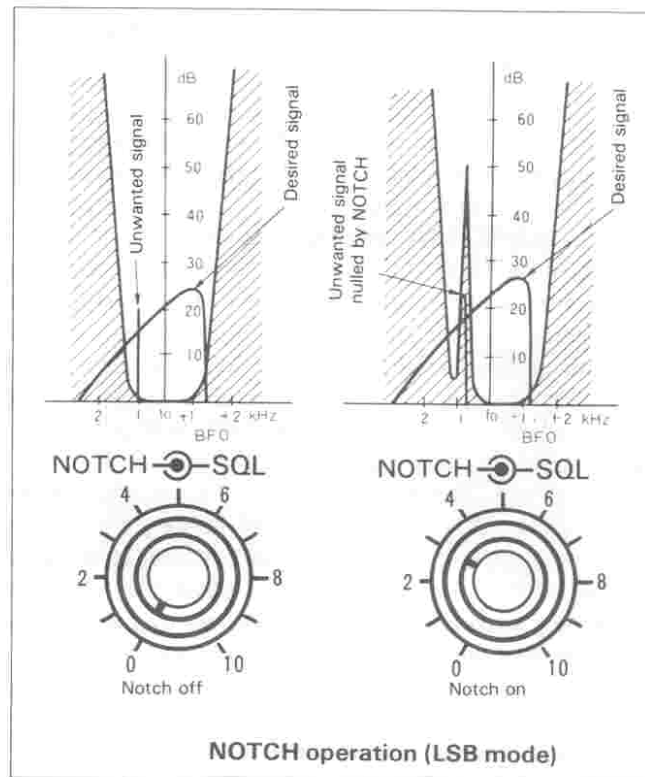 dB
60
50
40
30
20
10
Unwanted signal
Desired signal
2 1 fo +1 +2 kHz
BFO
NOTCH SQL
0 2 4 6 8 10
Notch off
dB
60
50
40
30
20
10
Unwanted signal
nulled by NOTCH
Desired signal
2 1 fo +1 +2 kHz
BFO
NOTCH SQL
0 2 4 6 8 10
Notch on
NOTCH operation (LSB mode)